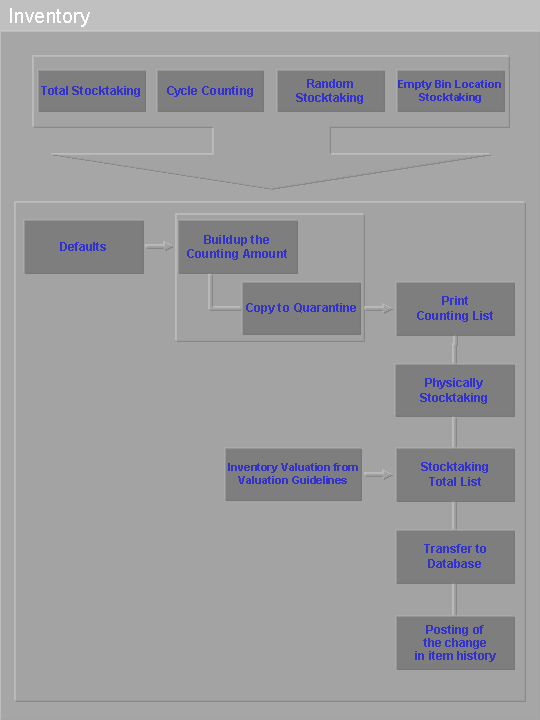 Inventory
Total Stocktaking
Cycle Counting
Random
Stocktaking
Empty Bin Location
Stocktaking
Defaults
Buildup the
Counting Amount
Copy to Quarantine
Print
Counting List
Physically
Stocktaking
Inventory Valuation from
Valuation Guidelines
Stocktaking
Total List
Transfer to
Database
Posting of
the change
in item history